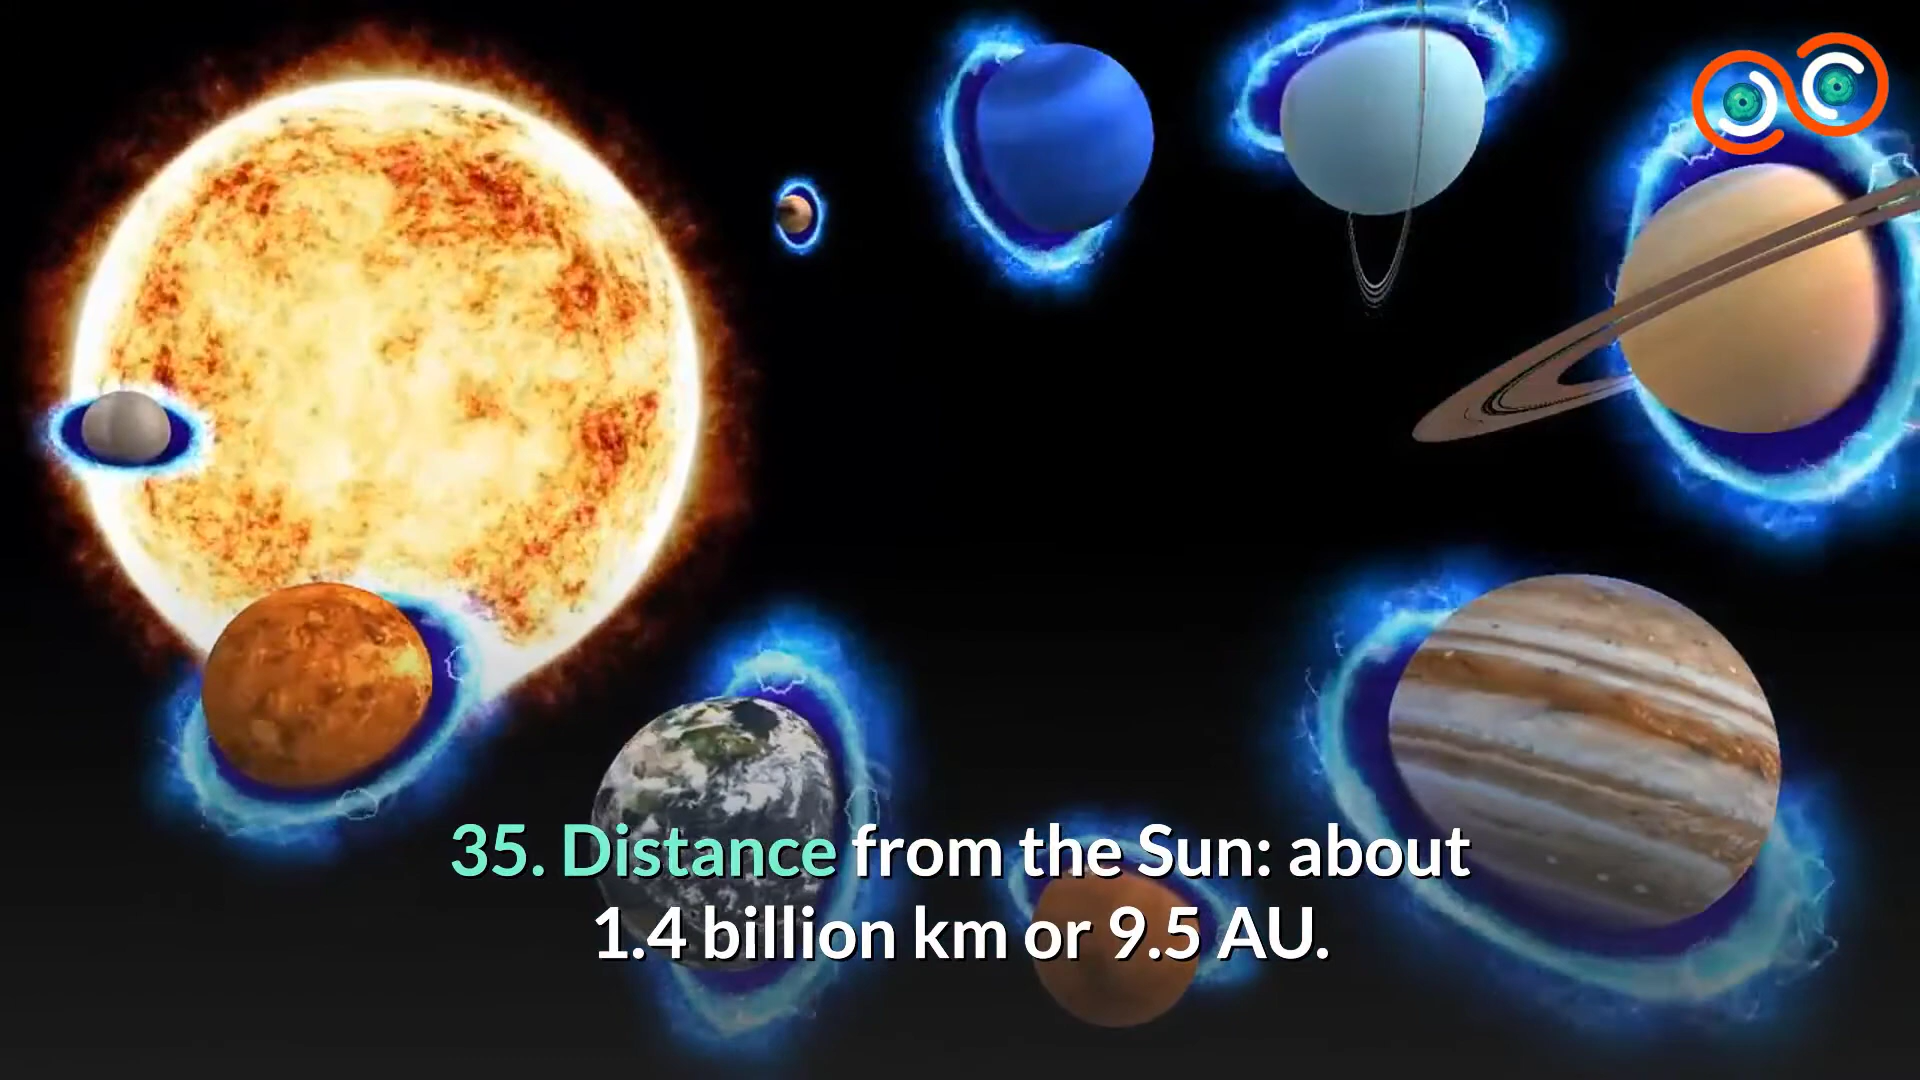 35. Distance from the Sun: about
1.4 billion km or 9.5 AU.